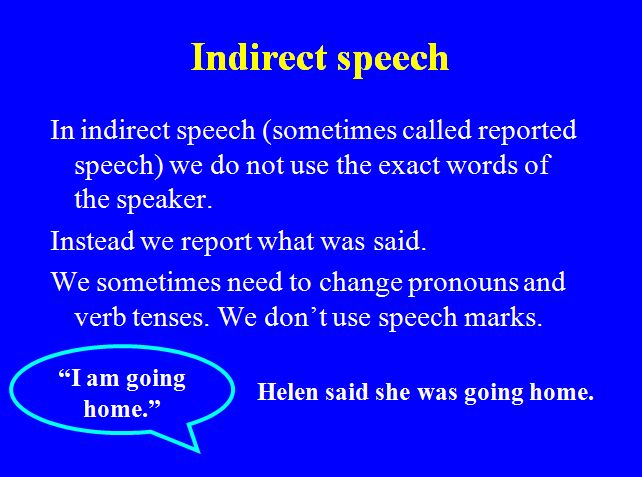 Indirect speech
In indirect speech (sometimes called reported
speech) we do not use the exact words of
the speaker.
Instead we report what was said.
We sometimes need to change pronouns and
verb tenses. We don’t use speech marks.
“I am going
home.”
Helen said she was going home.